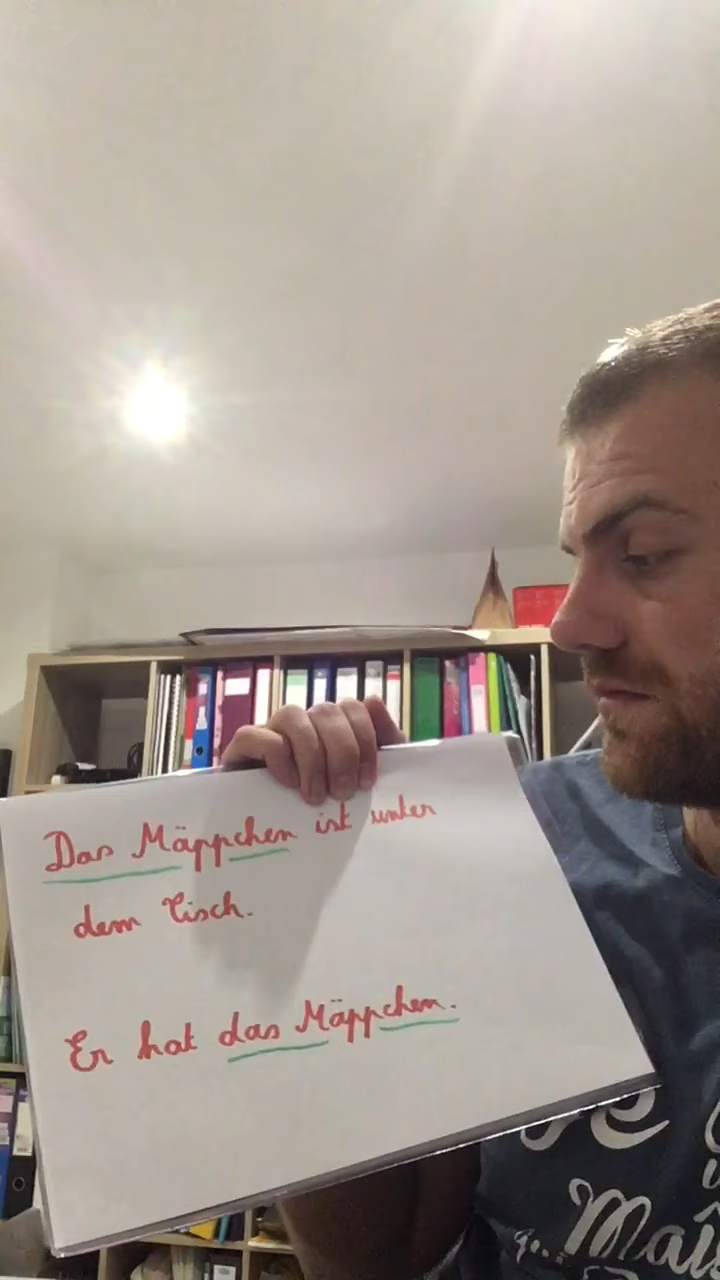 Das Mäppchen ist unter
dem Tisch.
Er hat das Mäppchen.